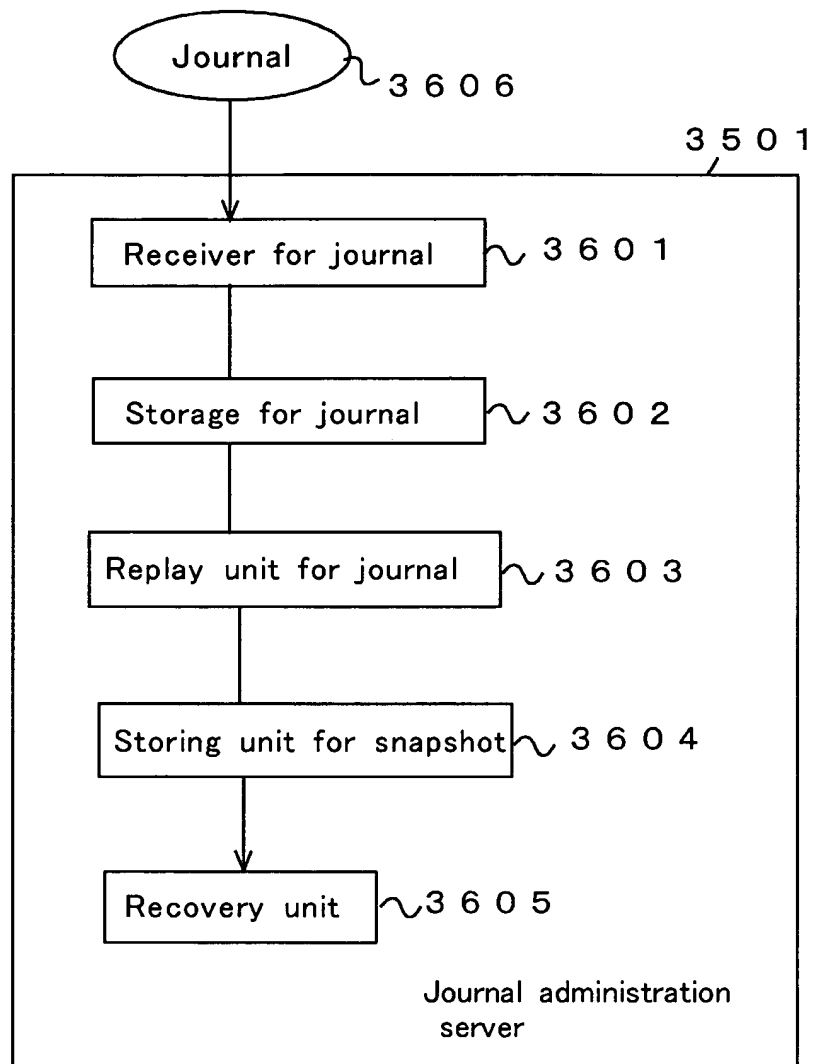 Journal
3606
3501
Receiver for journal
3601
Storage for journal
3602
Replay unit for journal
3603
Storing unit for snapshot
3604
Recovery unit
3605
Journal administration
server